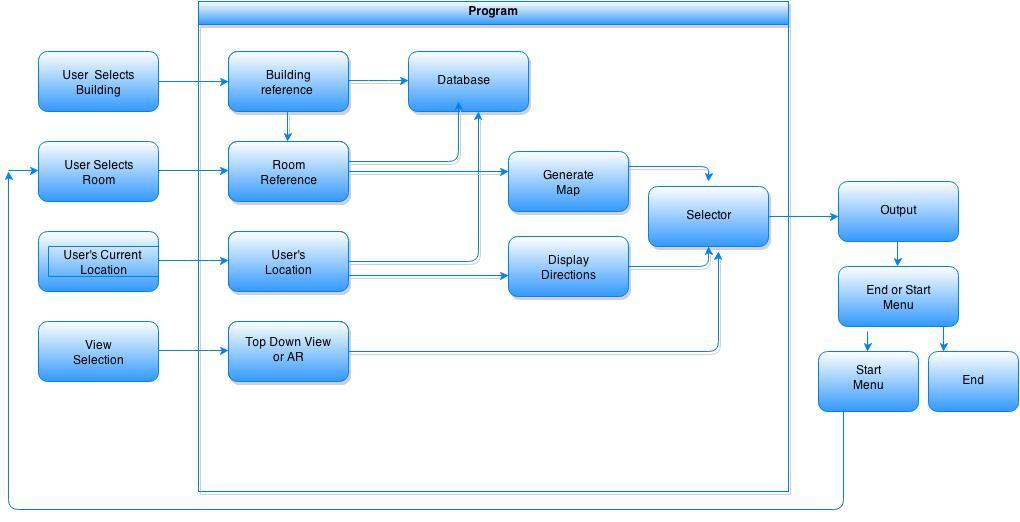 Program
User Selects
Building
Building
reference
Database
User Selects
Room
Room
Reference
Generate
Map
Selector
Output
User's Current
Location
User's
Location
Display
Directions
End or Start
Menu
View
Selection
Top Down View
or AR
Start
Menu
End